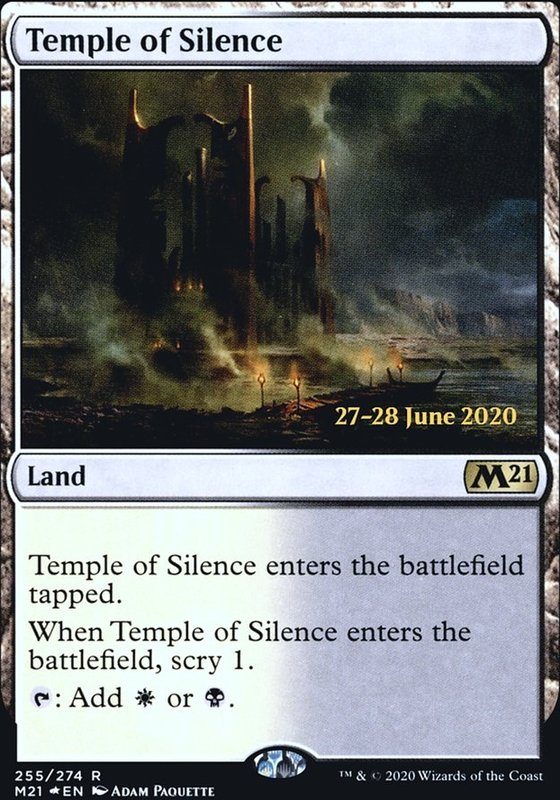 Temple of Silence
27–28 June 2020
Land
M21
Temple of Silence enters the battlefield
tapped.
When Temple of Silence enters the
battlefield, scry 1.
: Add or .
255/274 R
M21 ★ EN Adam Paquette
™ & © 2020 Wizards of the Coast